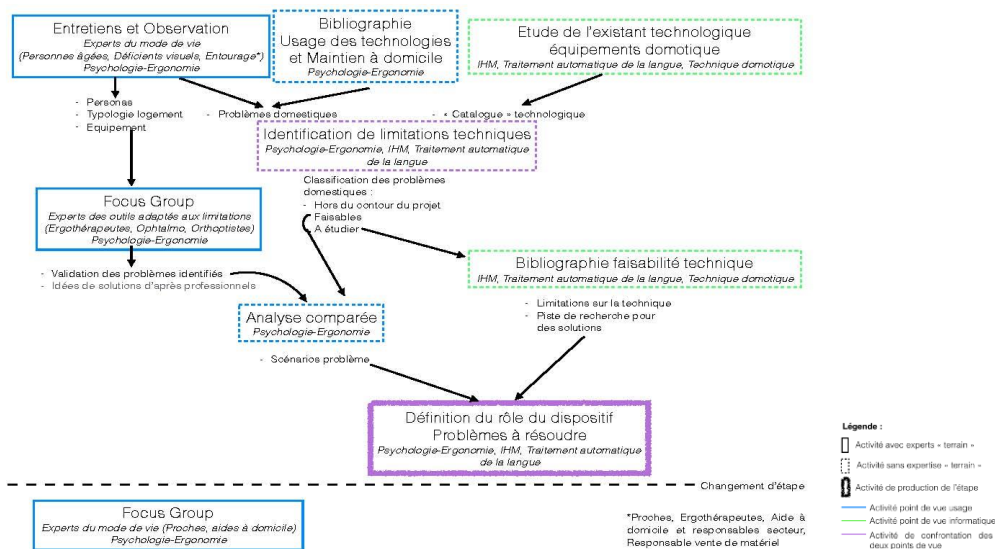 Entretiens et Observation
Experts du mode de vie
(Personnes âgées, Déficients visuels, Entourage*)
Psychologie-Ergonomie
Bibliographie
Usage des technologies
et Maintien à domicile
Psychologie-Ergonomie
Etude de l'existant technologique
équipements domotique
IHM, Traitement automatique de la langue, Technique domotique
- Personas
- Typologie logement
- Equipement
- Problèmes domestiques
- « Catalogue » technologique
Identification de limitations techniques
Psychologie-Ergonomie, IHM, Traitement automatique
de la langue
Classification des problèmes
domestiques :
- Hors du contour du projet
- Faisables
- A étudier
Focus Group
Experts des outils adaptés aux limitations
(Ergothérapeutes, Ophtalmo, Orthoptistes)
Psychologie-Ergonomie
- Validation des problèmes identifiés
- Idées de solutions d'après professionnels
Bibliographie faisabilité technique
IHM, Traitement automatique de la langue, Technique domotique
- Limitations sur la technique
- Piste de recherche pour
des solutions
Analyse comparée
Psychologie-Ergonomie
- Scénarios problème
Définition du rôle du dispositif
Problèmes à résoudre
Psychologie-Ergonomie, IHM, Traitement automatique
de la langue
Changement d'étape
Focus Group
Experts du mode de vie (Proches, aides à domicile)
Psychologie-Ergonomie
*Proches, Ergothérapeutes, Aide à
domicile et responsables secteur,
Responsable vente de matériel
Légende :
Activité avec experts « terrain »
Activité sans expertise « terrain »
Activité de production de l'étape
Activité point de vue usage
Activité point de vue informatique
Activité de confrontation des
deux points de vue